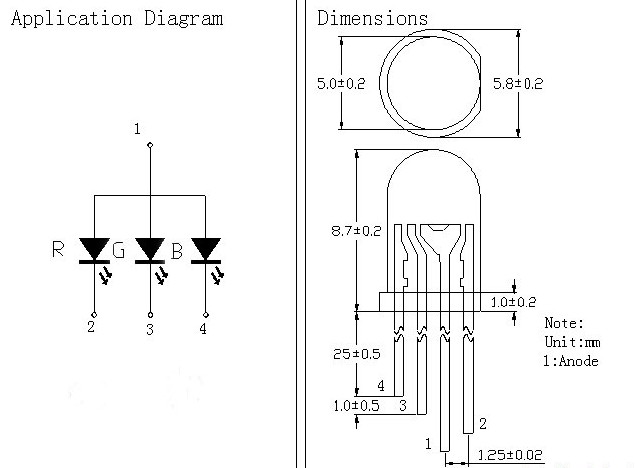 Application Diagram
1
R
G
B
2
3
4
Dimensions
5.0±0.2
5.8±0.2
8.7±0.2
1.0±0.2
Note:
Unit:mm
1:Anode
25±0.5
4
1.0±0.5
3
2
1
1.25±0.02